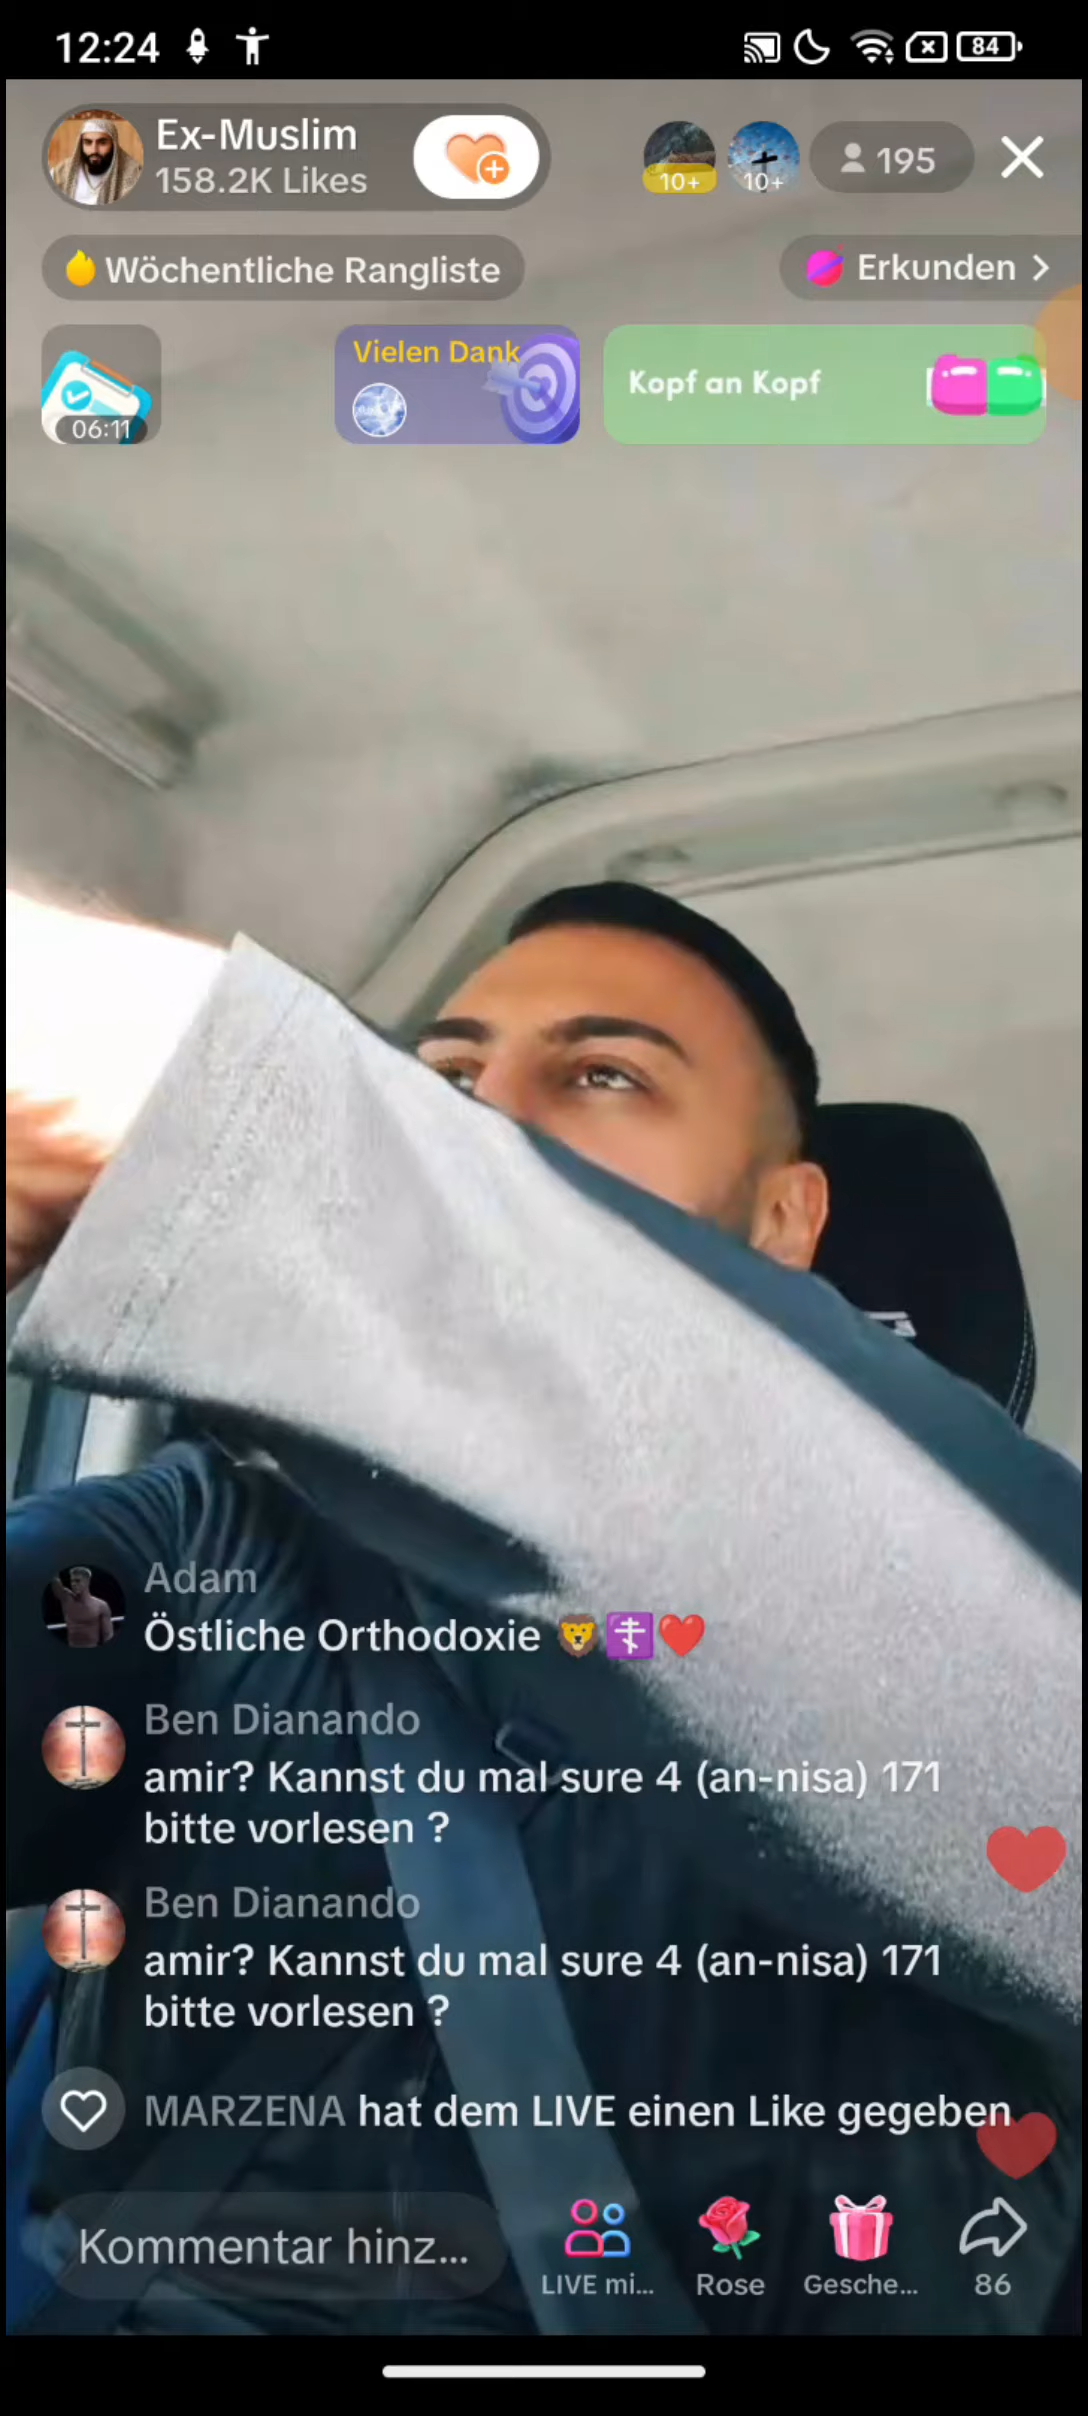 12:24
84
Ex-Muslim
158.2K Likes
10+
10+
195
Wöchentliche Rangliste
Erkunden >
06:11
Vielen Dank
Kopf an Kopf
Adam
Östliche Orthodoxie 🦁☦️❤️
Ben Dianando
amir? Kannst du mal sure 4 (an-nisa) 171
bitte vorlesen ?
Ben Dianando
amir? Kannst du mal sure 4 (an-nisa) 171
bitte vorlesen ?
MARZENA hat dem LIVE einen Like gegeben
Kommentar hinz...
LIVE mi...
Rose
Gesche...
86